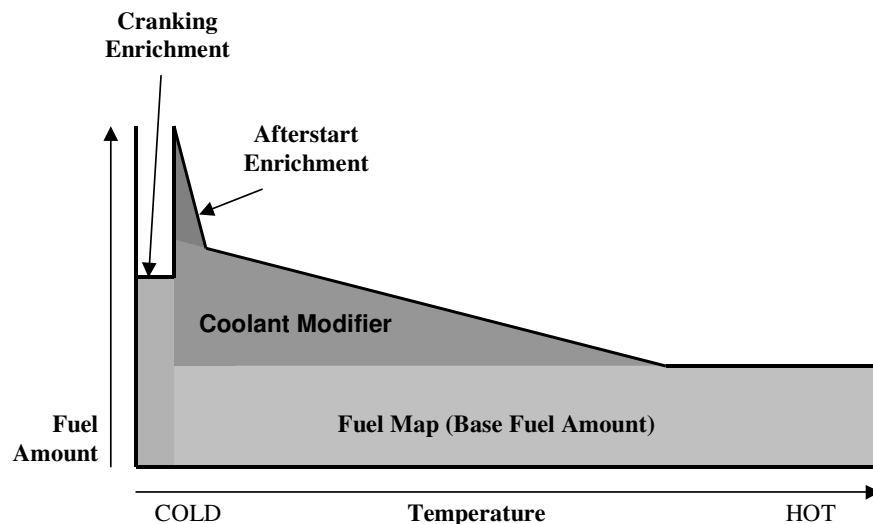 Cranking
Enrichment
Afterstart
Enrichment
Coolant Modifier
Fuel Map (Base Fuel Amount)
Fuel
Amount
COLD
Temperature
HOT